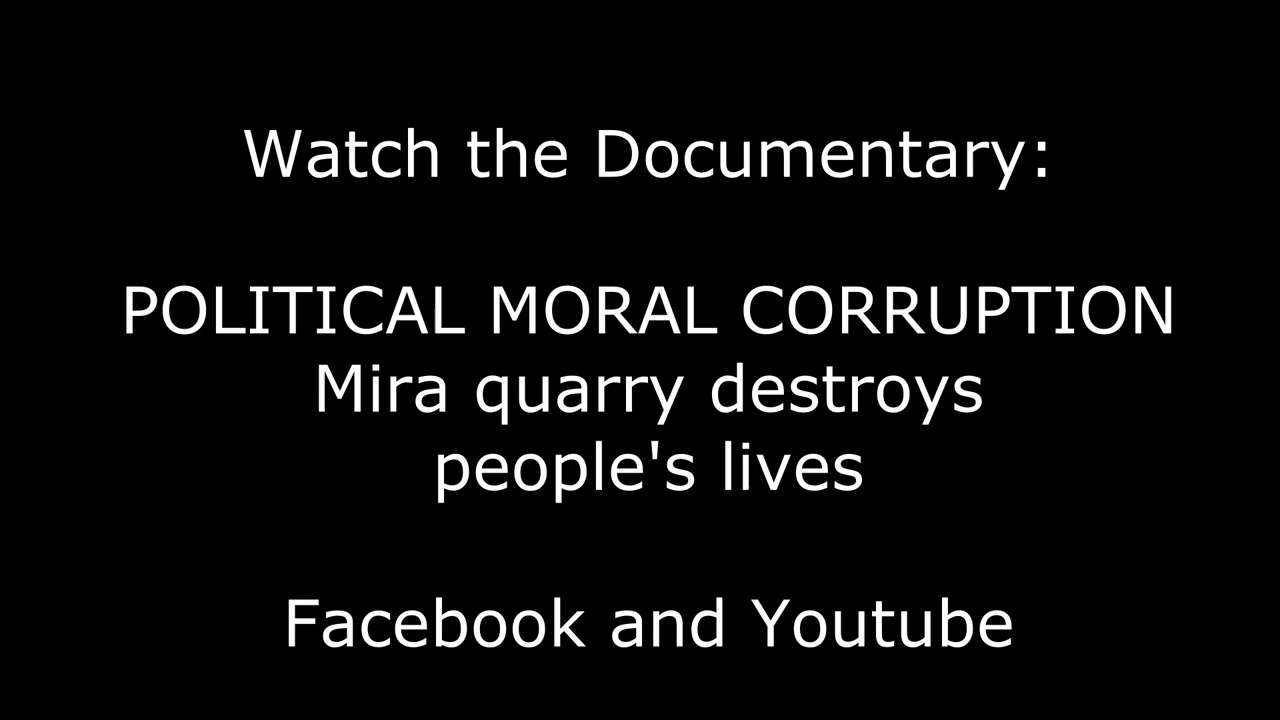 Watch the Documentary:
POLITICAL MORAL CORRUPTION
Mira quarry destroys
people's lives
Facebook and Youtube